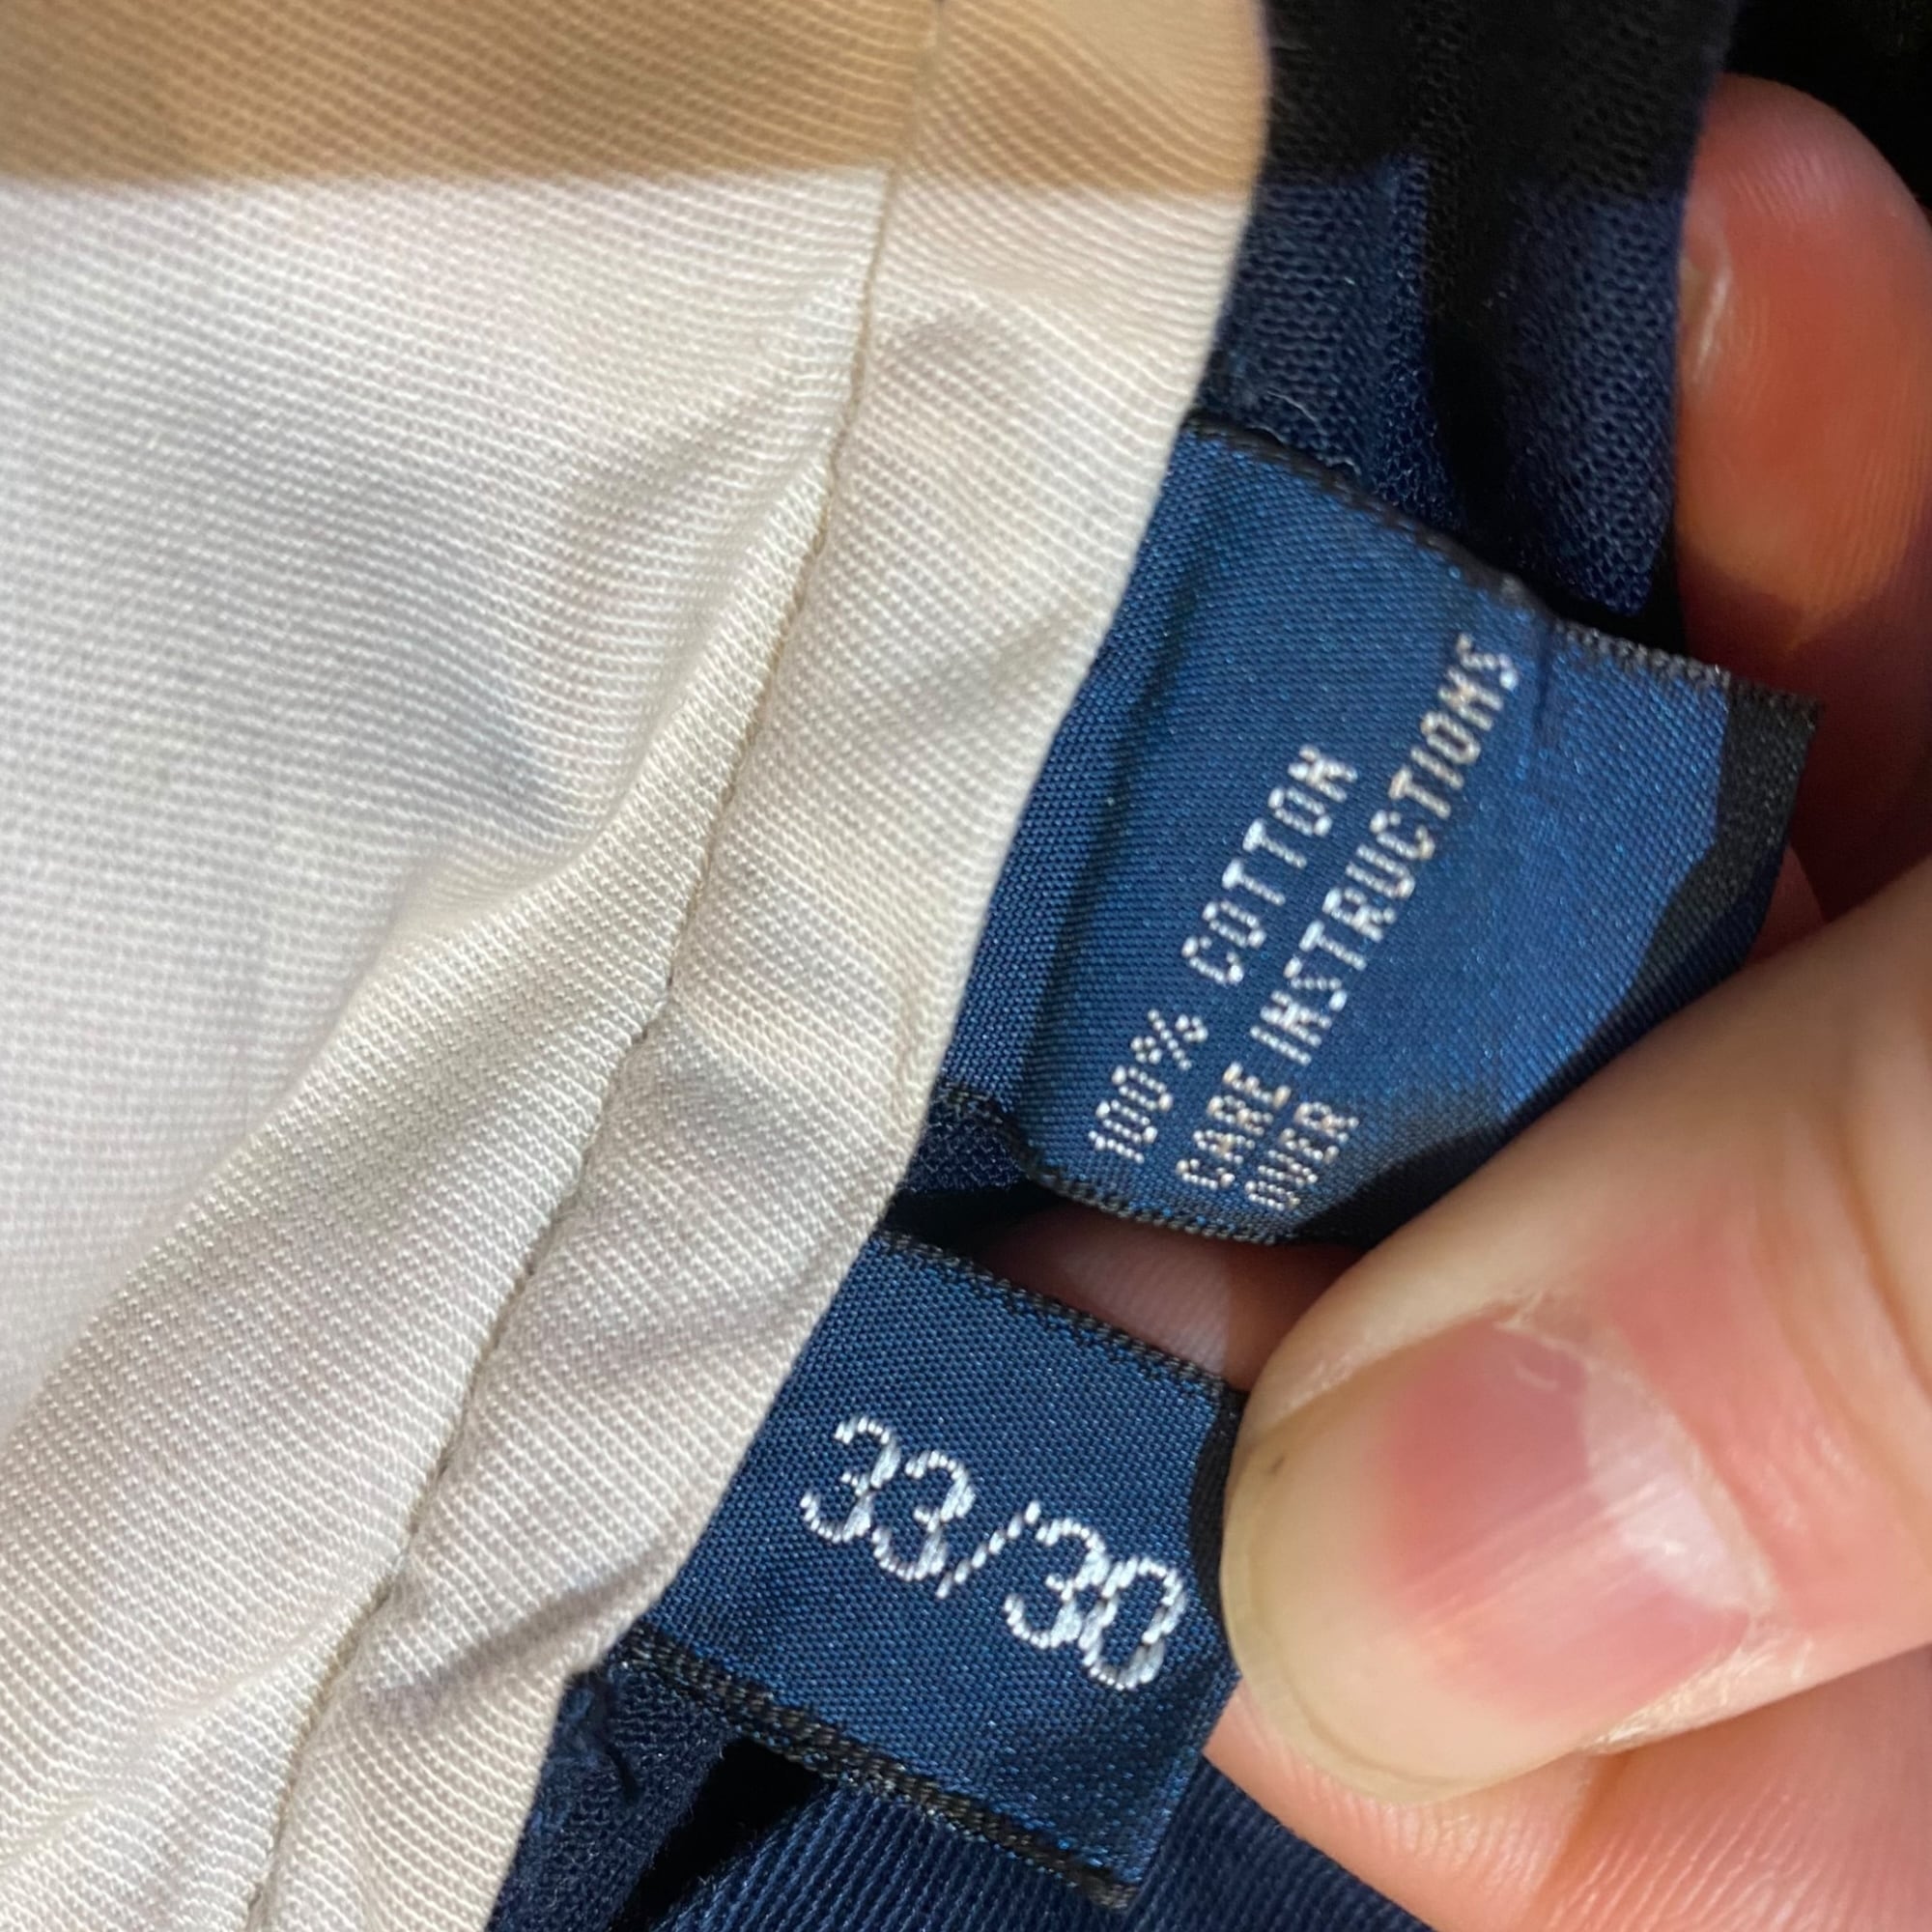 100% COTTON
CARE INSTRUCTIONS
OVER
33/30